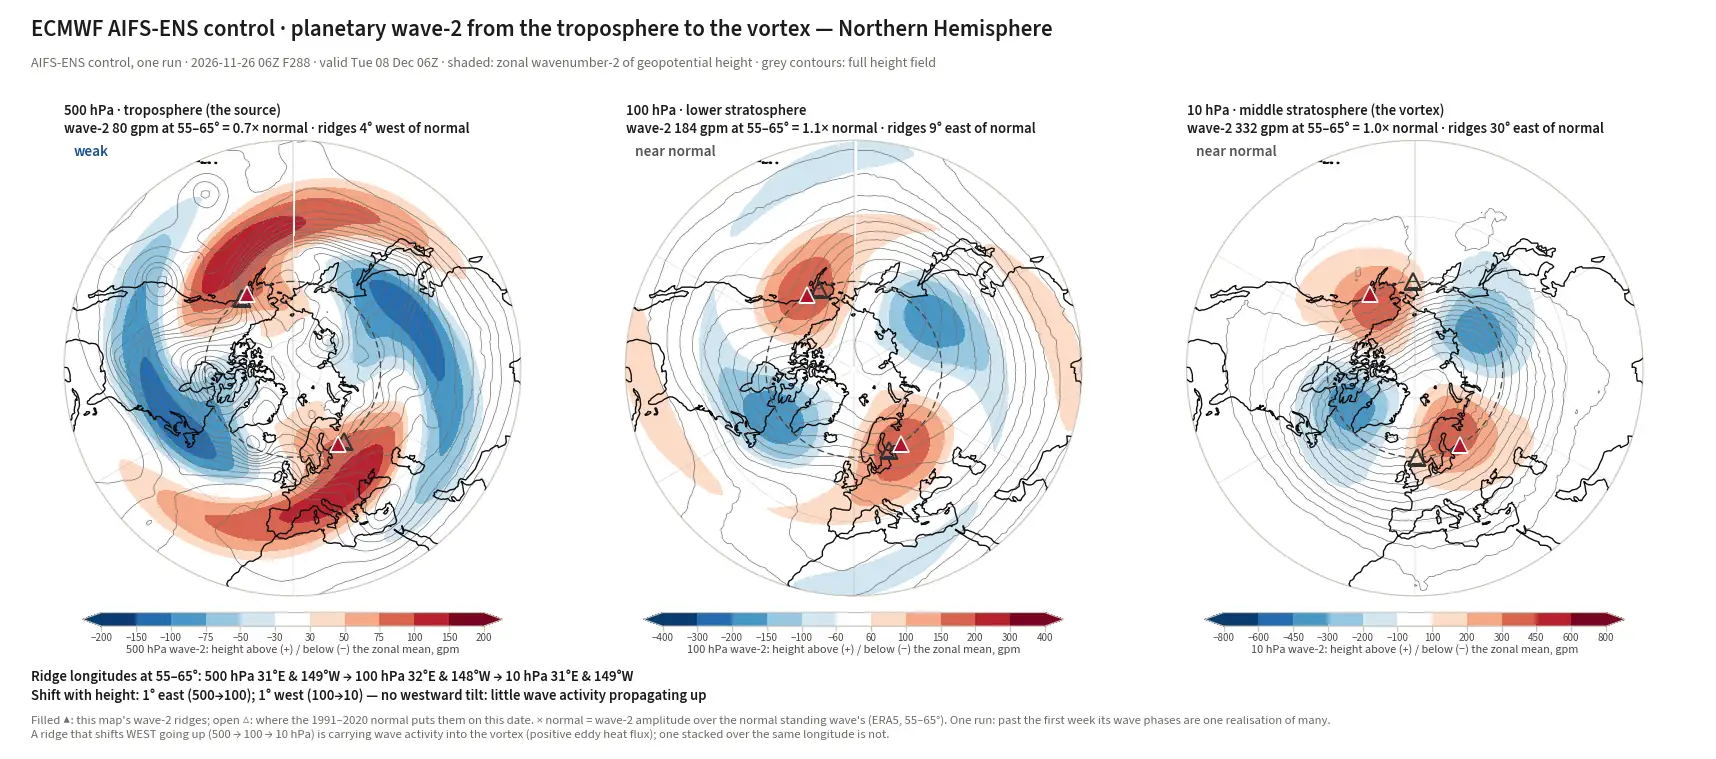 ECMWF AIFS-ENS control · planetary wave-2 from the troposphere to the vortex — Northern Hemisphere
AIFS-ENS control, one run · 2026-11-26 06Z F288 · valid Tue 08 Dec 06Z · shaded: zonal wavenumber-2 of geopotential height · grey contours: full height field
500 hPa · troposphere (the source)
wave-2 80 gpm at 55–65° = 0.7× normal · ridges 4° west of normal
weak
100 hPa · lower stratosphere
wave-2 184 gpm at 55–65° = 1.1× normal · ridges 9° east of normal
near normal
10 hPa · middle stratosphere (the vortex)
wave-2 332 gpm at 55–65° = 1.0× normal · ridges 30° east of normal
near normal
−200 −150 −100 −75 −50 −30 30 50 75 100 150 200
500 hPa wave-2: height above (+) / below (−) the zonal mean, gpm
−400 −300 −200 −150 −100 −60 60 100 150 200 300 400
100 hPa wave-2: height above (+) / below (−) the zonal mean, gpm
−800 −600 −450 −300 −200 −100 100 200 300 450 600 800
10 hPa wave-2: height above (+) / below (−) the zonal mean, gpm
Ridge longitudes at 55–65°: 500 hPa 31°E & 149°W → 100 hPa 32°E & 148°W → 10 hPa 31°E & 149°W
Shift with height: 1° east (500→100); 1° west (100→10) — no westward tilt: little wave activity propagating up
Filled ▲: this map's wave-2 ridges; open △: where the 1991–2020 normal puts them on this date. × normal = wave-2 amplitude over the normal standing wave's (ERA5, 55–65°). One run: past the first week its wave phases are one realisation of many.
A ridge that shifts WEST going up (500 → 100 → 10 hPa) is carrying wave activity into the vortex (positive eddy heat flux); one stacked over the same longitude is not.